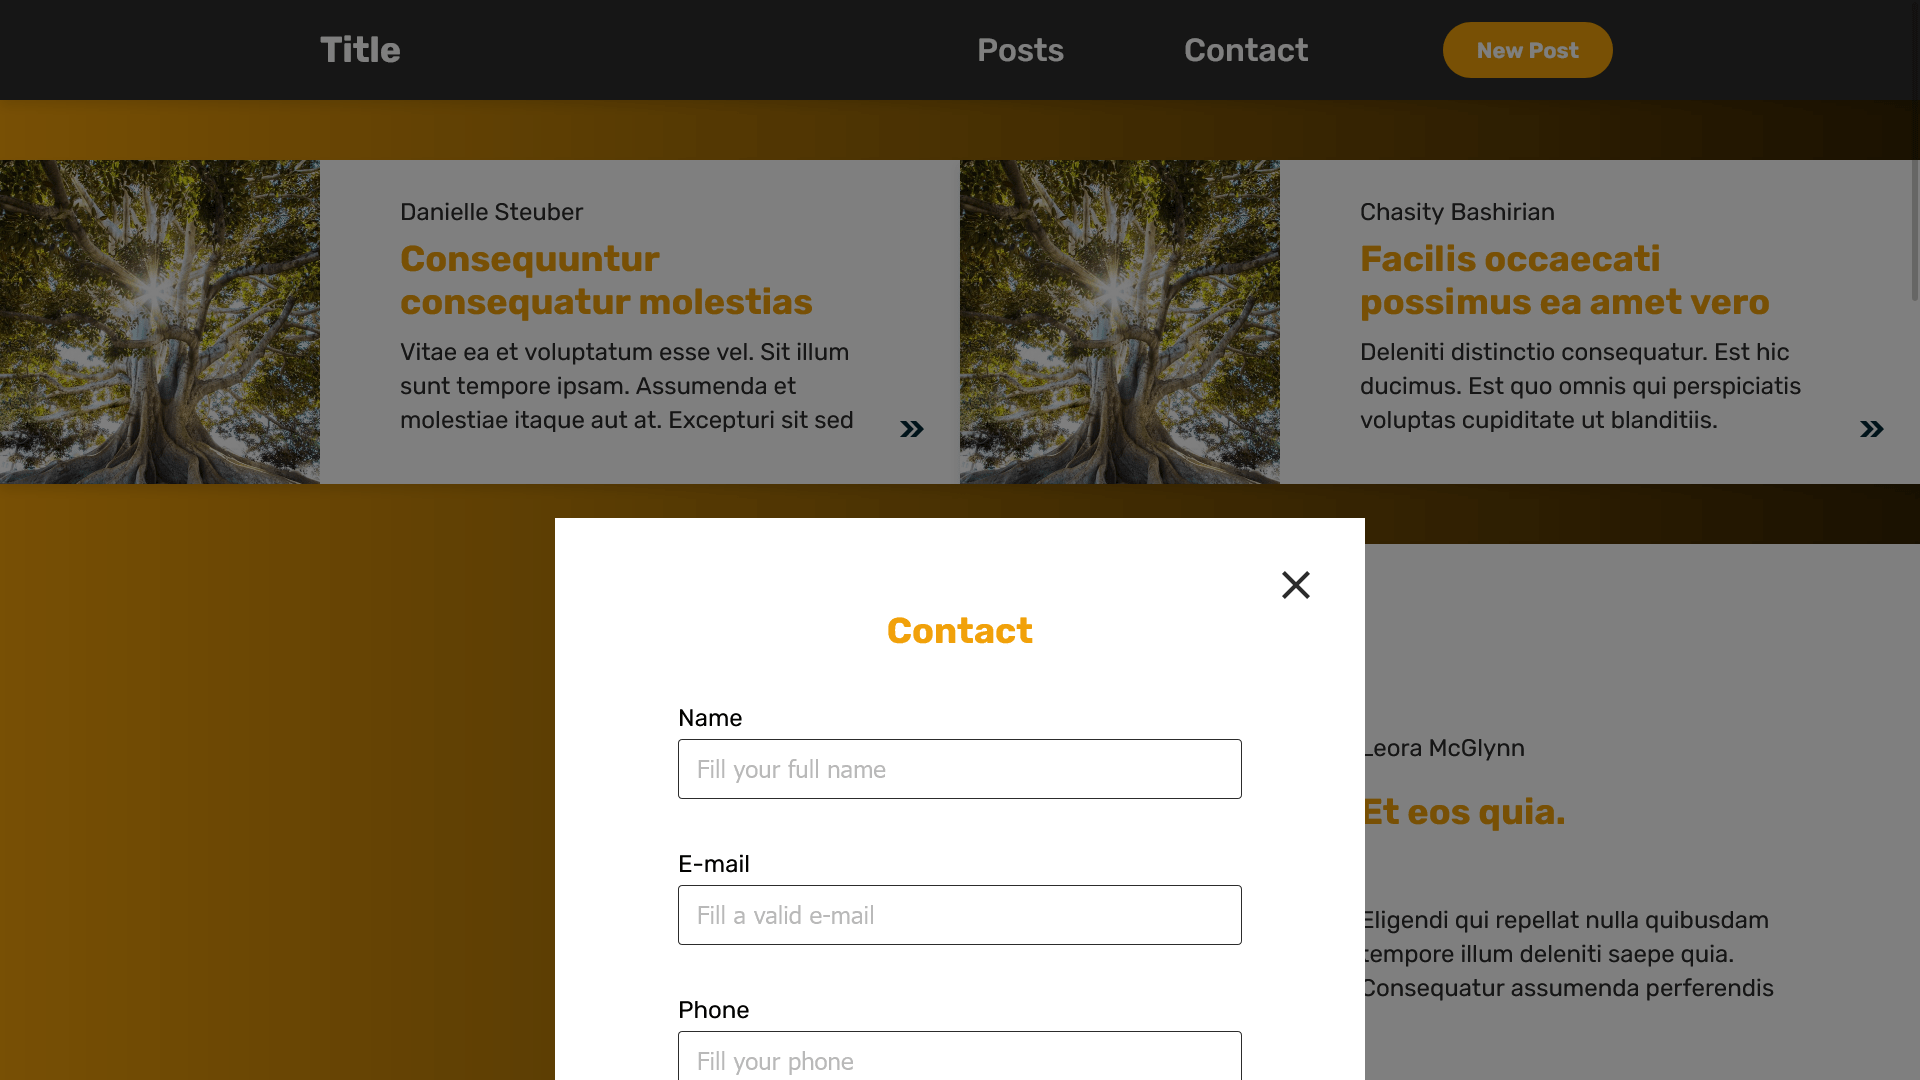 Title
Posts
Contact
New Post
Danielle Steuber
Consequuntur
consequatur molestias
Vitae ea et voluptatum esse vel. Sit illum
sunt tempore ipsam. Assumenda et
molestiae itaque aut at. Excepturi sit sed
Chasity Bashirian
Facilis occaecati
possimus ea amet vero
Deleniti distinctio consequatur. Est hic
ducimus. Est quo omnis qui perspiciatis
voluptas cupiditate ut blanditiis.
Contact
Name
Fill your full name
E-mail
Fill a valid e-mail
Phone
Fill your phone
Leora McGlynn
Et eos quia.
Eligendi qui repellat nulla quibusdam
tempore illum deleniti saepe quia.
Consequatur assumenda perferendis